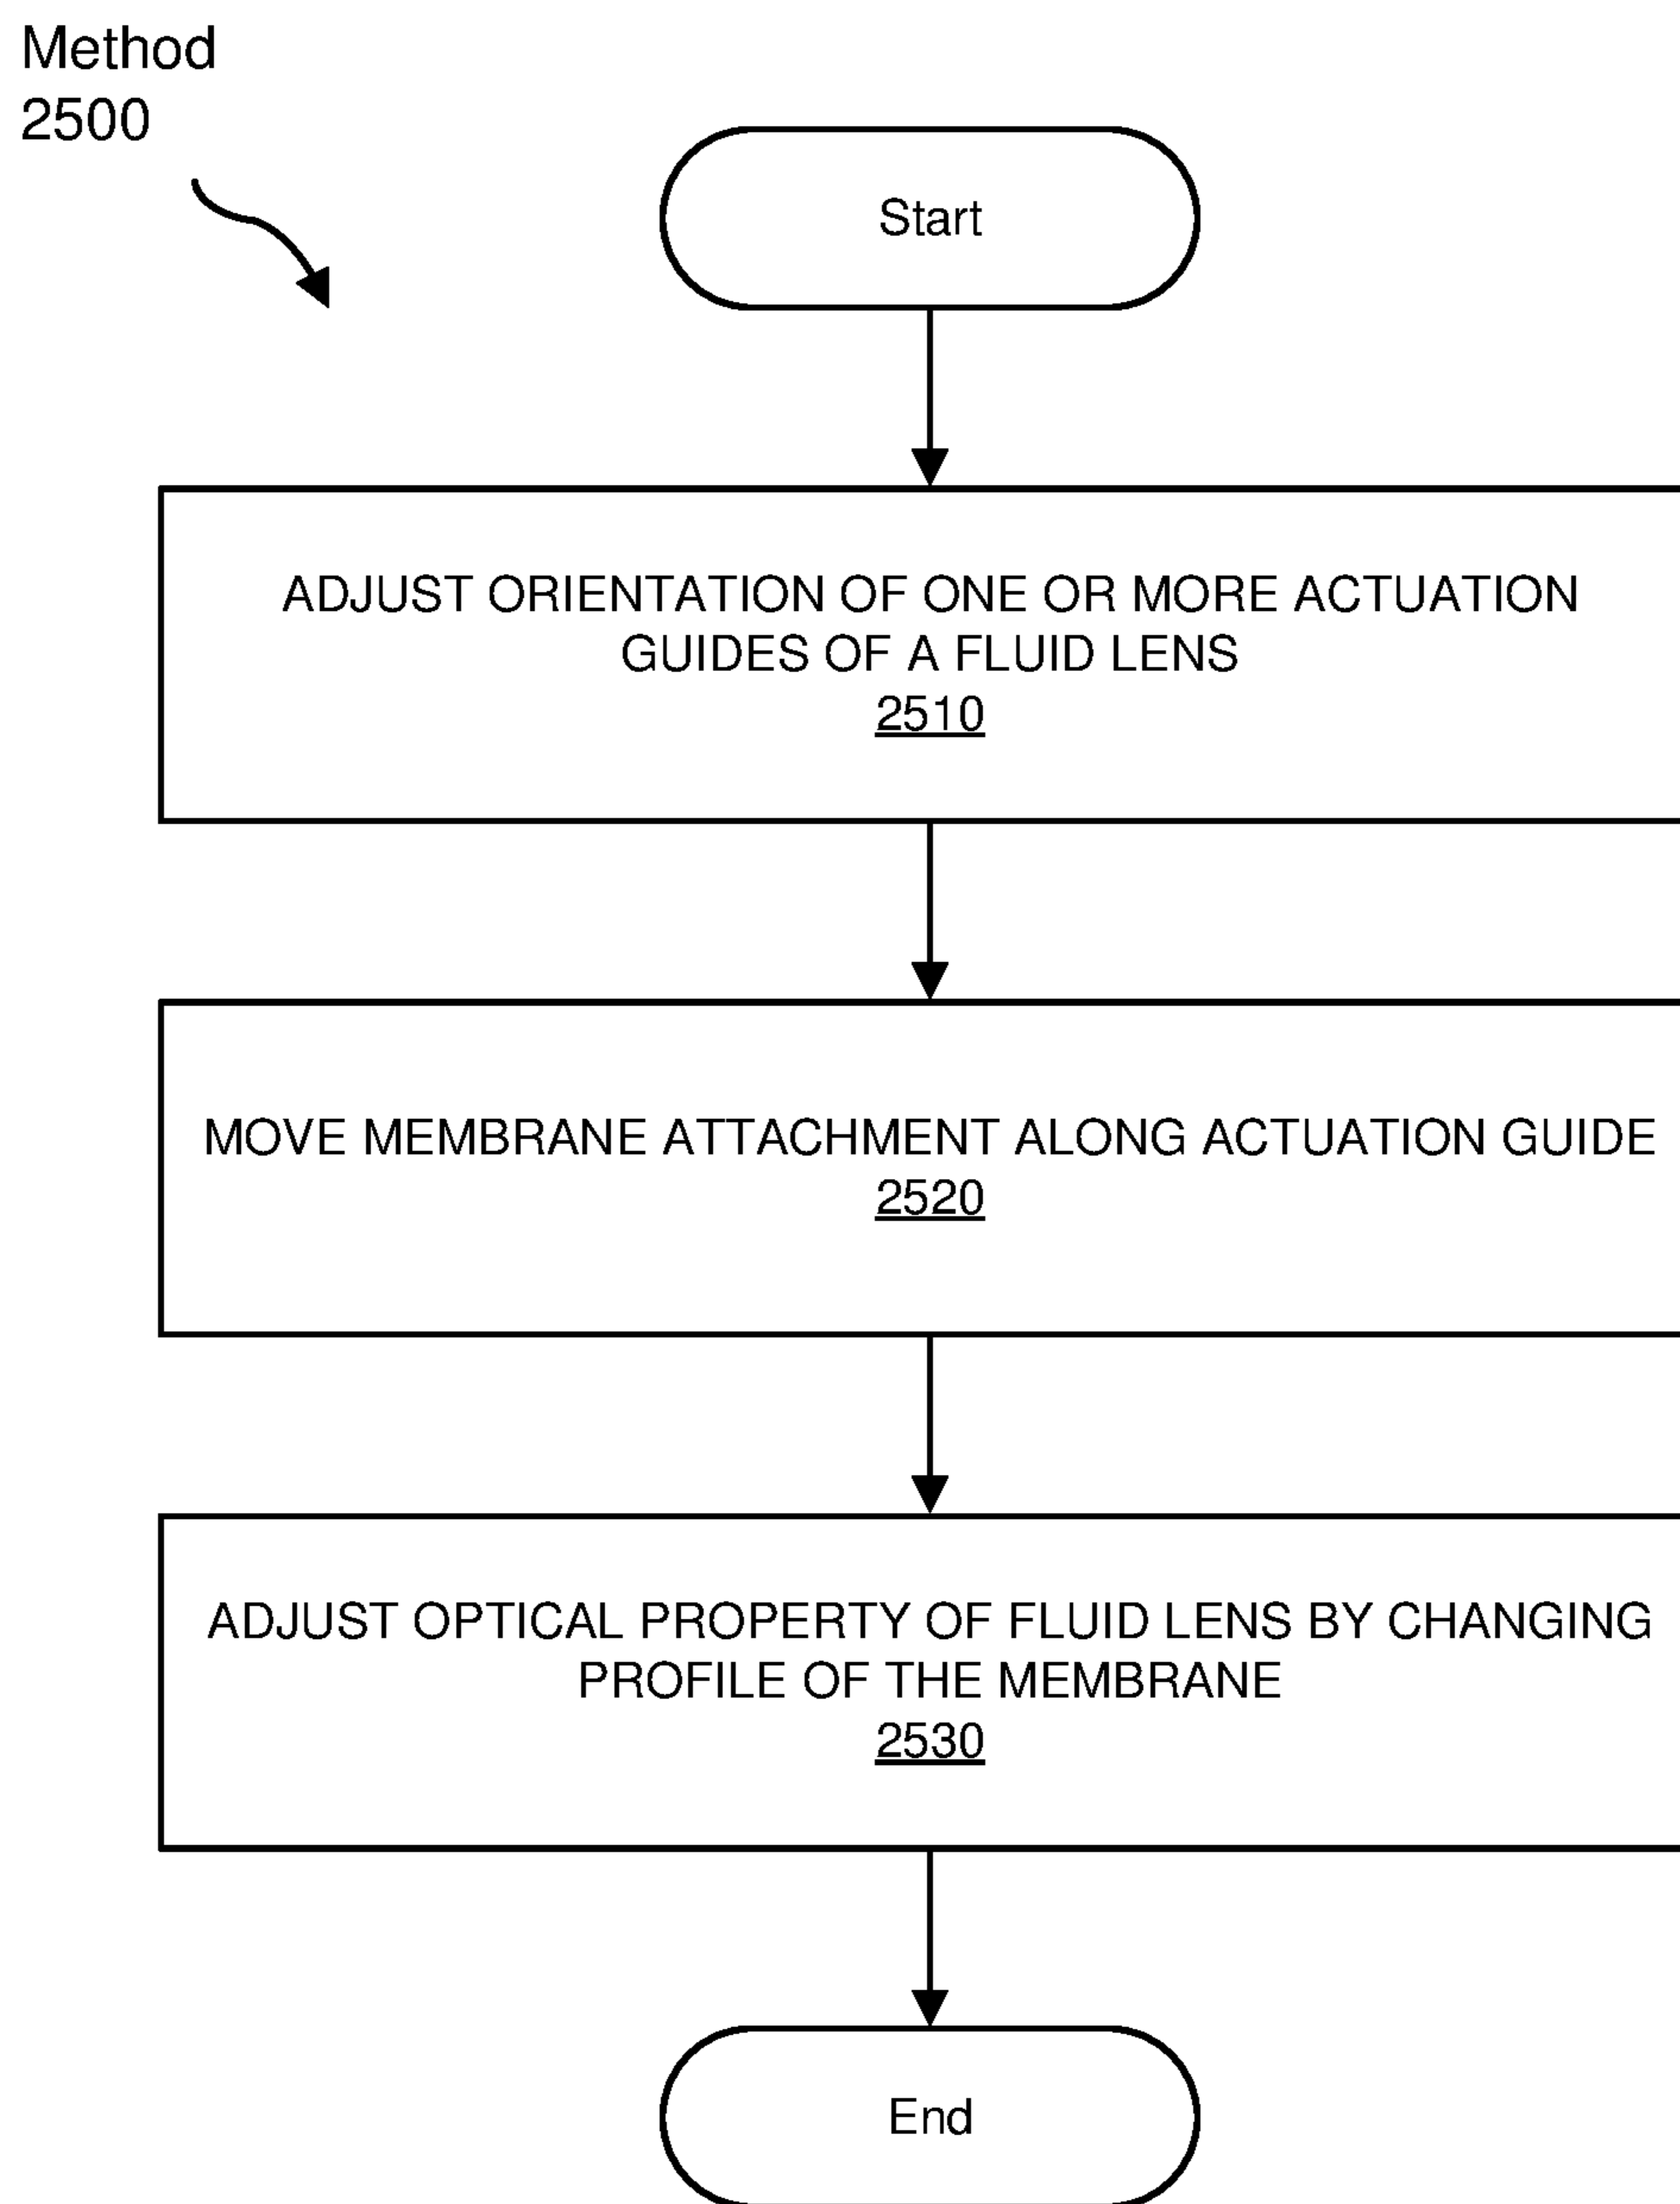 Method
2500
Start
ADJUST ORIENTATION OF ONE OR MORE ACTUATION
GUIDES OF A FLUID LENS
2510
MOVE MEMBRANE ATTACHMENT ALONG ACTUATION GUIDE
2520
ADJUST OPTICAL PROPERTY OF FLUID LENS BY CHANGING
PROFILE OF THE MEMBRANE
2530
End